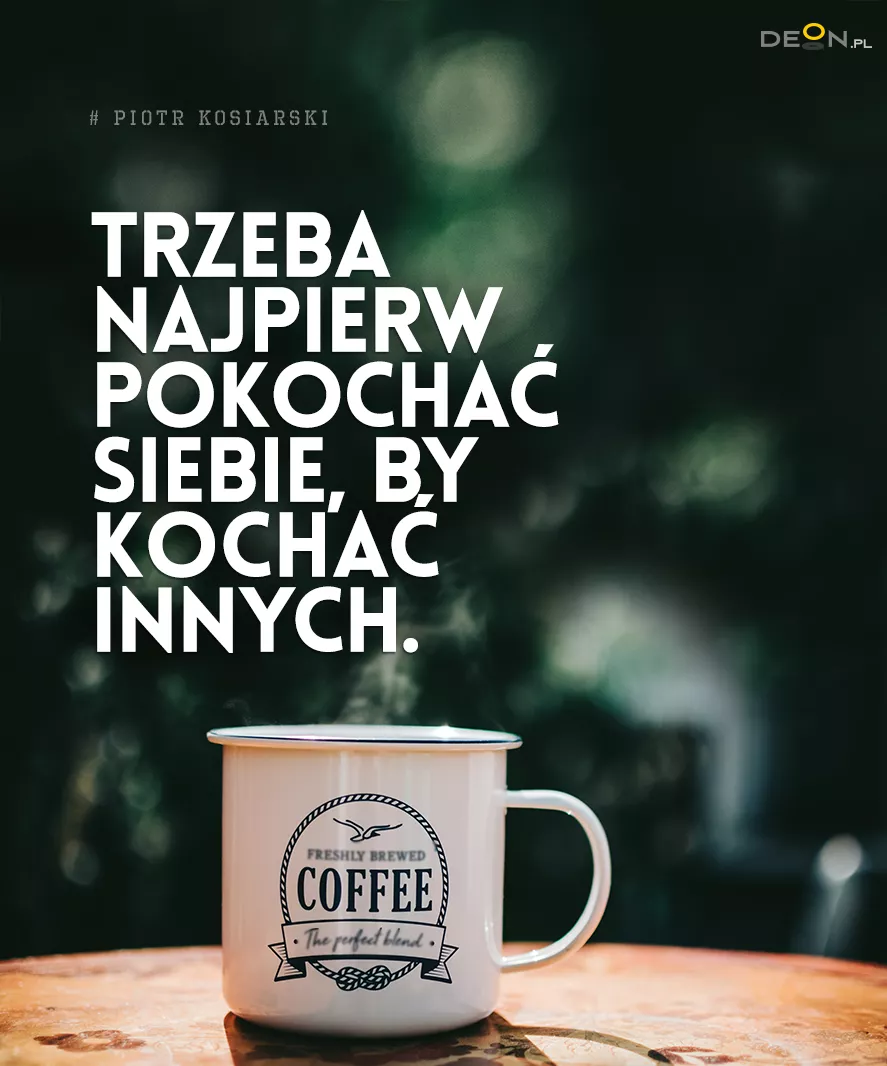 DEON.PL
# PIOTR KOSIARSKI
TRZEBA
NAJPIERW
POKOCHAĆ
SIEBIE, BY
KOCHAĆ
INNYCH.
FRESHLY BREWED
COFFEE
The perfect blend